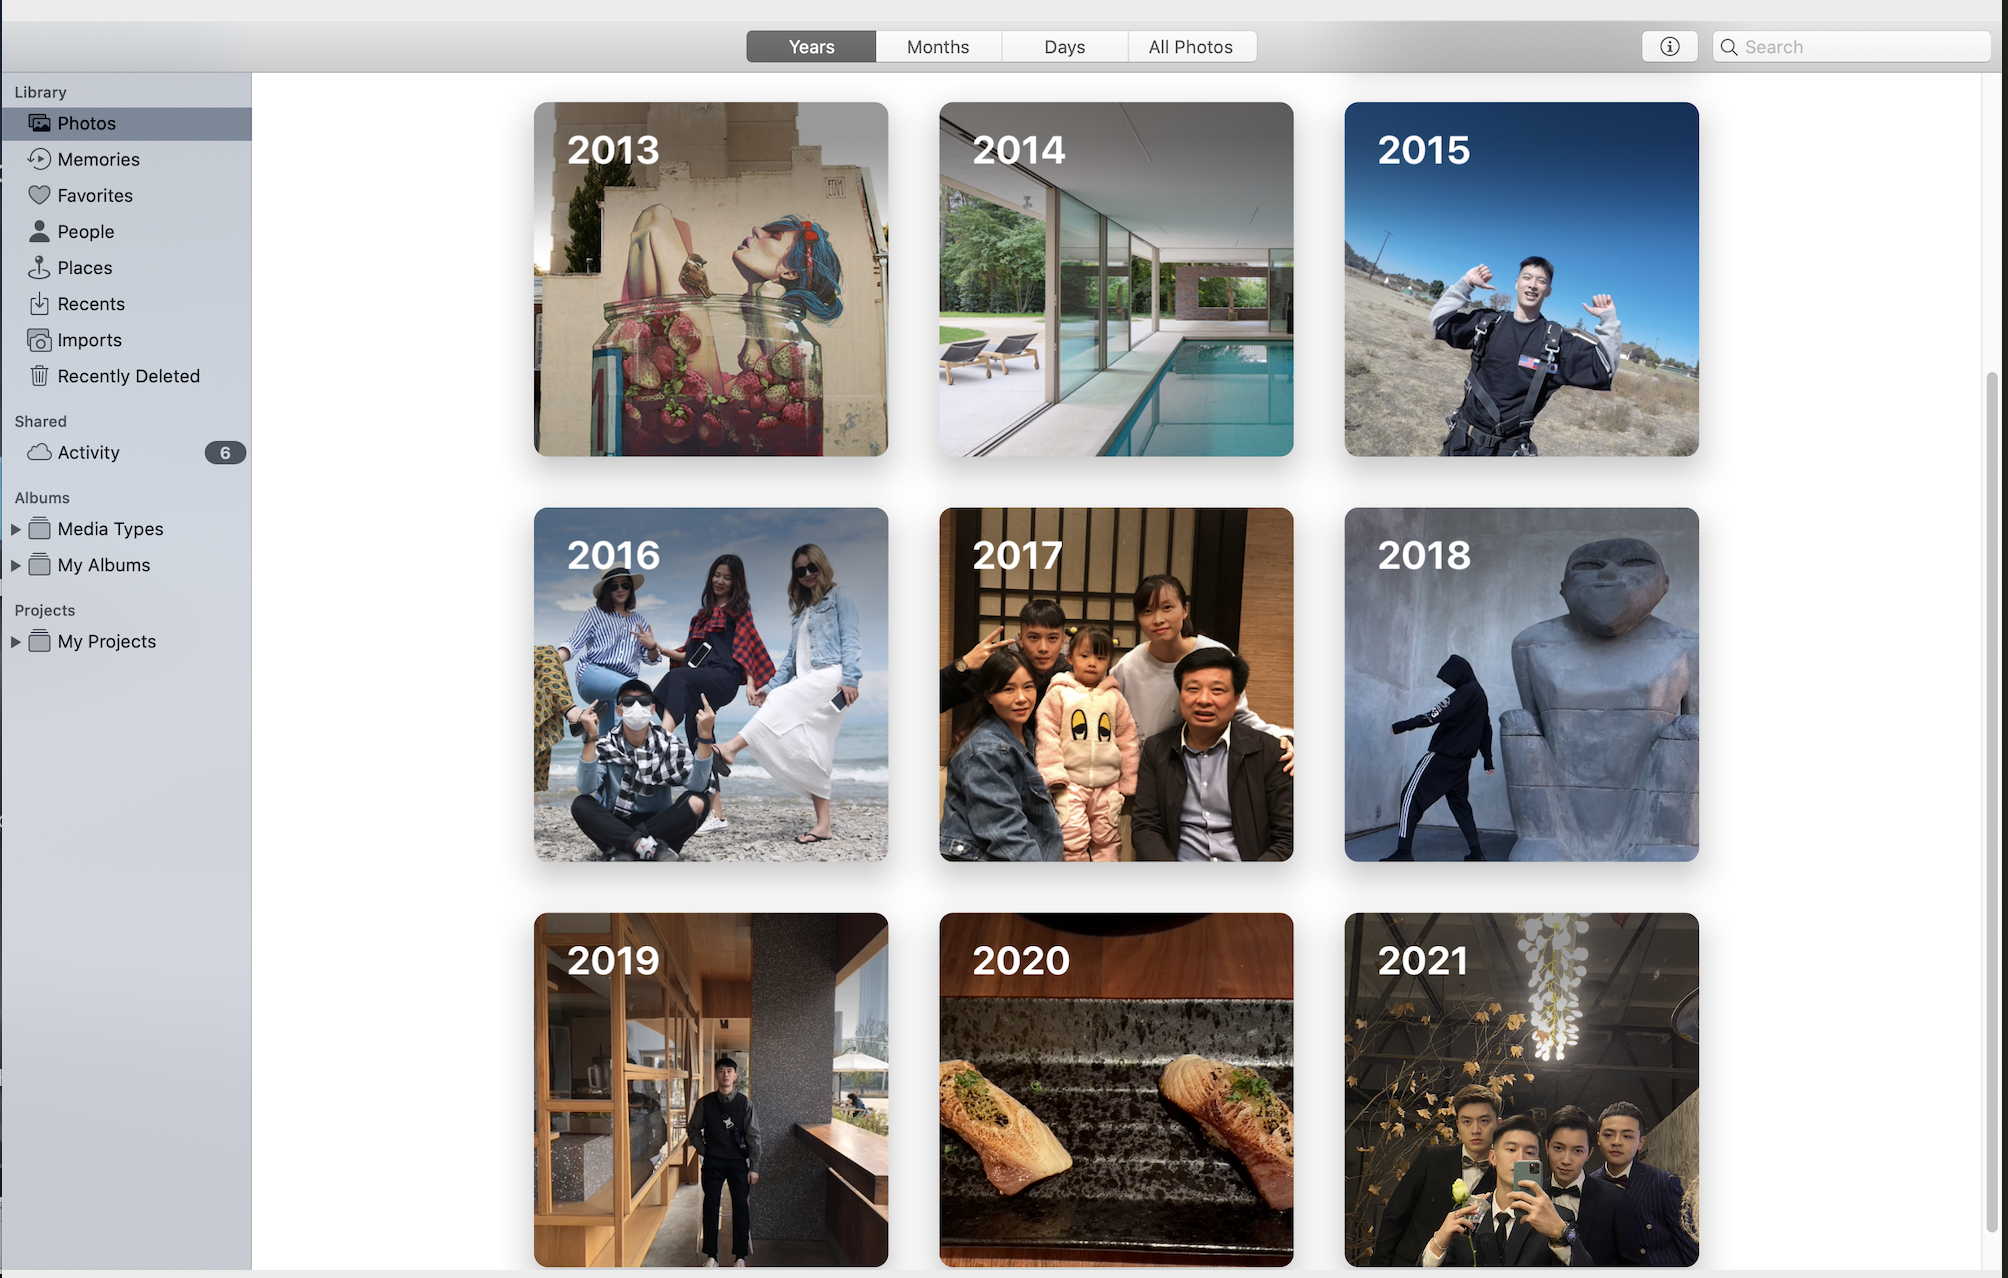 Years
Months
Days
All Photos
Search
Library
Photos
Memories
Favorites
People
Places
Recents
Imports
Recently Deleted
Shared
Activity
6
Albums
Media Types
My Albums
Projects
My Projects
2013
2014
2015
2016
2017
2018
2019
2020
2021